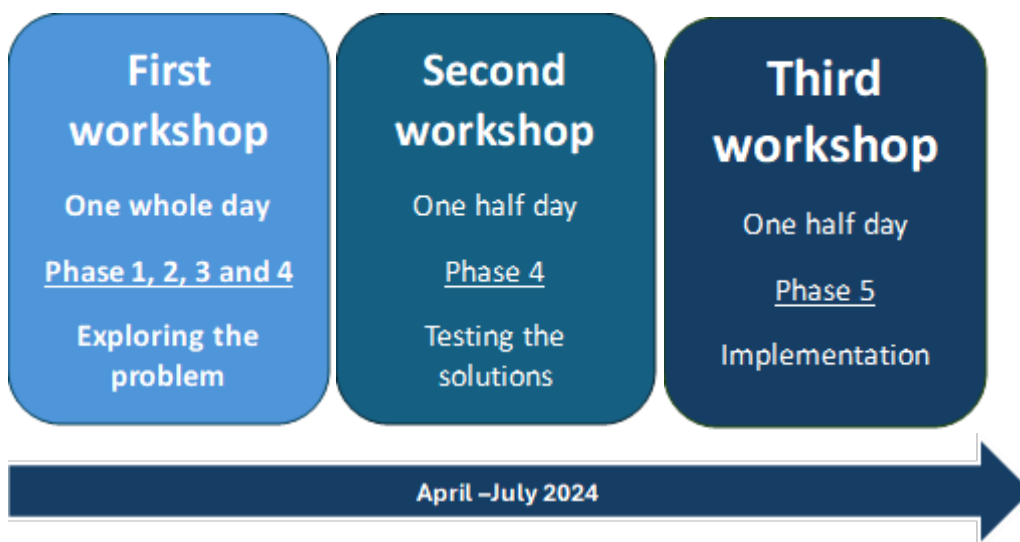 First
workshop
One whole day
Phase 1, 2, 3 and 4
Exploring the
problem
Second
workshop
One half day
Phase 4
Testing the
solutions
Third
workshop
One half day
Phase 5
Implementation
April –July 2024